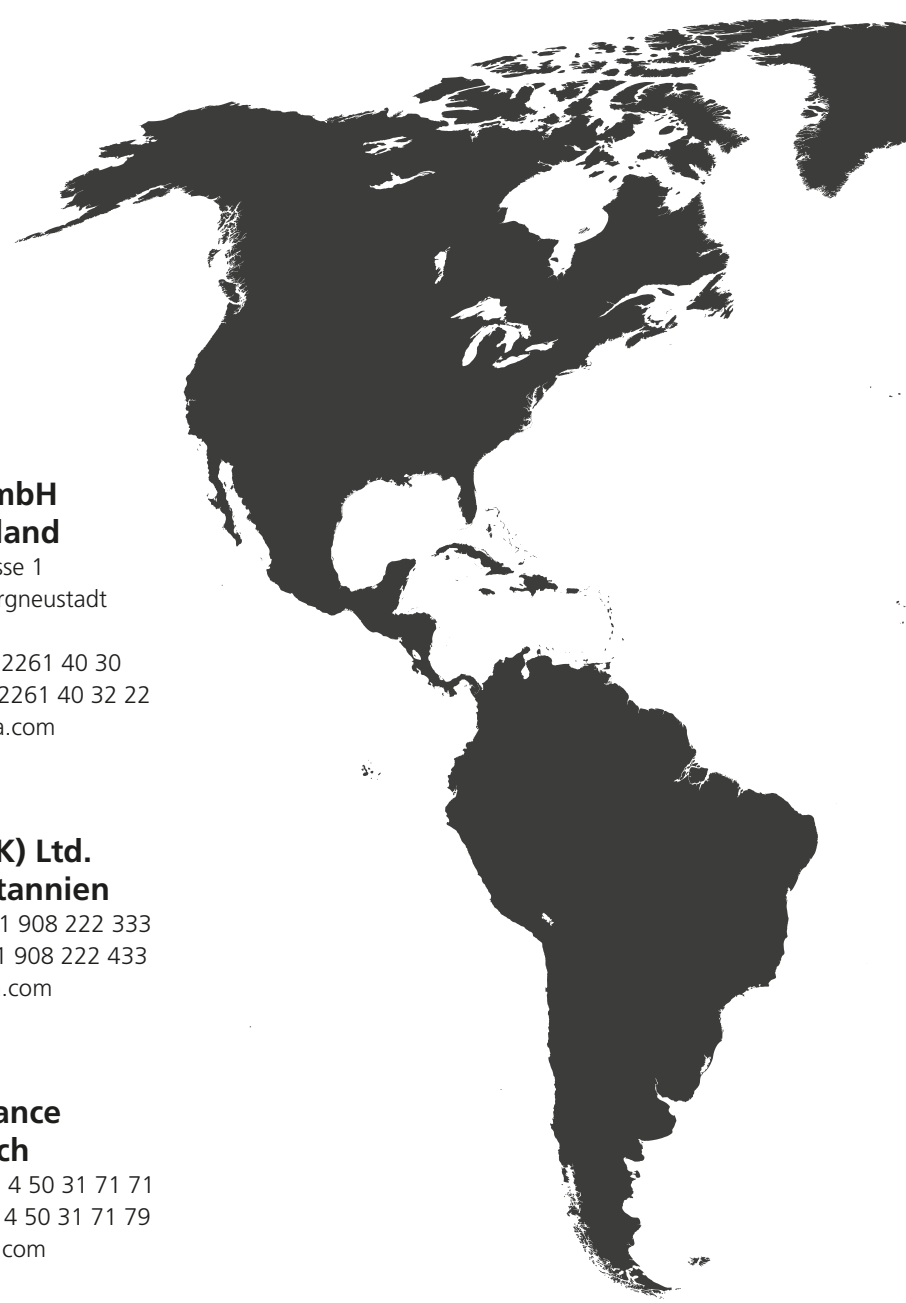 mbH
land
sse 1
rgneustadt
2261 40 30
2261 40 32 22
a.com
K) Ltd.
tannien
1 908 222 333
1 908 222 433
.com
ance
ch
4 50 31 71 71
4 50 31 71 79
.com